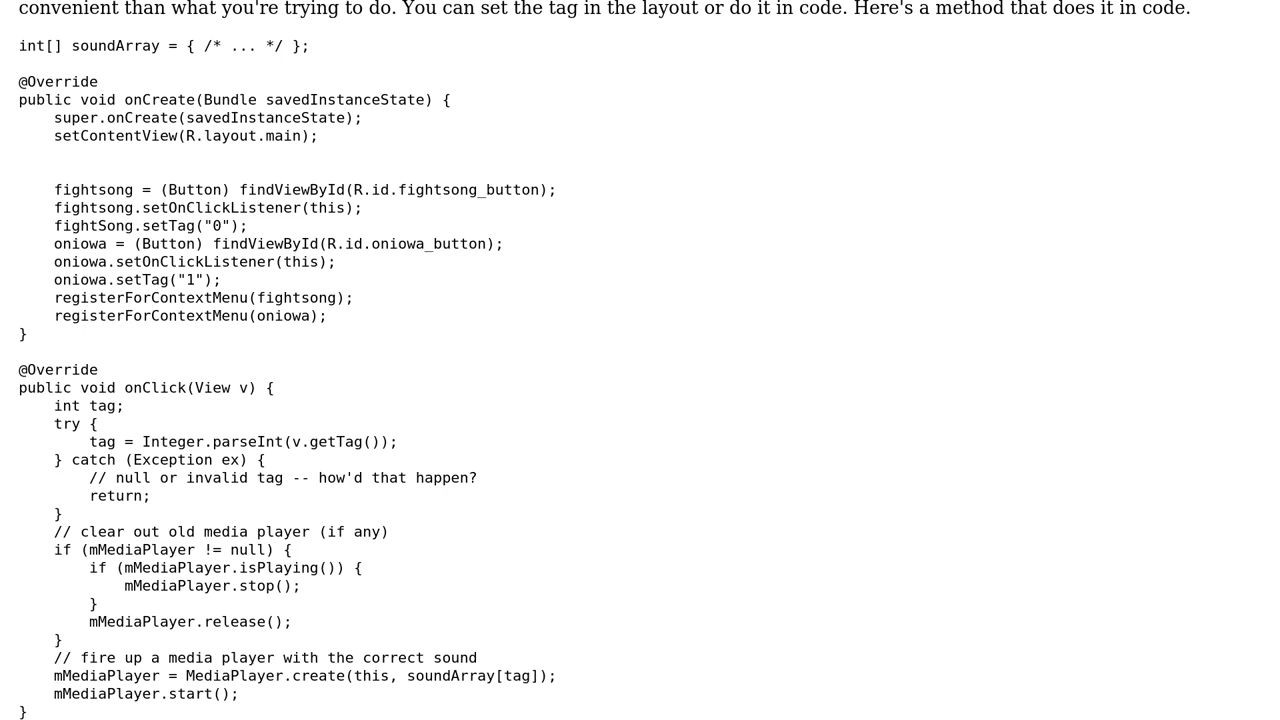 convenient than what you're trying to do. You can set the tag in the layout or do it in code. Here's a method that does it in code.
int[] soundArray = { /* ... */ };
@Override
public void onCreate(Bundle savedInstanceState) {
    super.onCreate(savedInstanceState);
    setContentView(R.layout.main);
    fightsong = (Button) findViewById(R.id.fightsong_button);
    fightsong.setOnClickListener(this);
    fightSong.setTag("0");
    oniowa = (Button) findViewById(R.id.oniowa_button);
    oniowa.setOnClickListener(this);
    oniowa.setTag("1");
    registerForContextMenu(fightsong);
    registerForContextMenu(oniowa);
}
@Override
public void onClick(View v) {
    int tag;
    try {
        tag = Integer.parseInt(v.getTag());
    } catch (Exception ex) {
        // null or invalid tag -- how'd that happen?
        return;
    }
    // clear out old media player (if any)
    if (mMediaPlayer != null) {
        if (mMediaPlayer.isPlaying()) {
            mMediaPlayer.stop();
        }
        mMediaPlayer.release();
    }
    // fire up a media player with the correct sound
    mMediaPlayer = MediaPlayer.create(this, soundArray[tag]);
    mMediaPlayer.start();
}